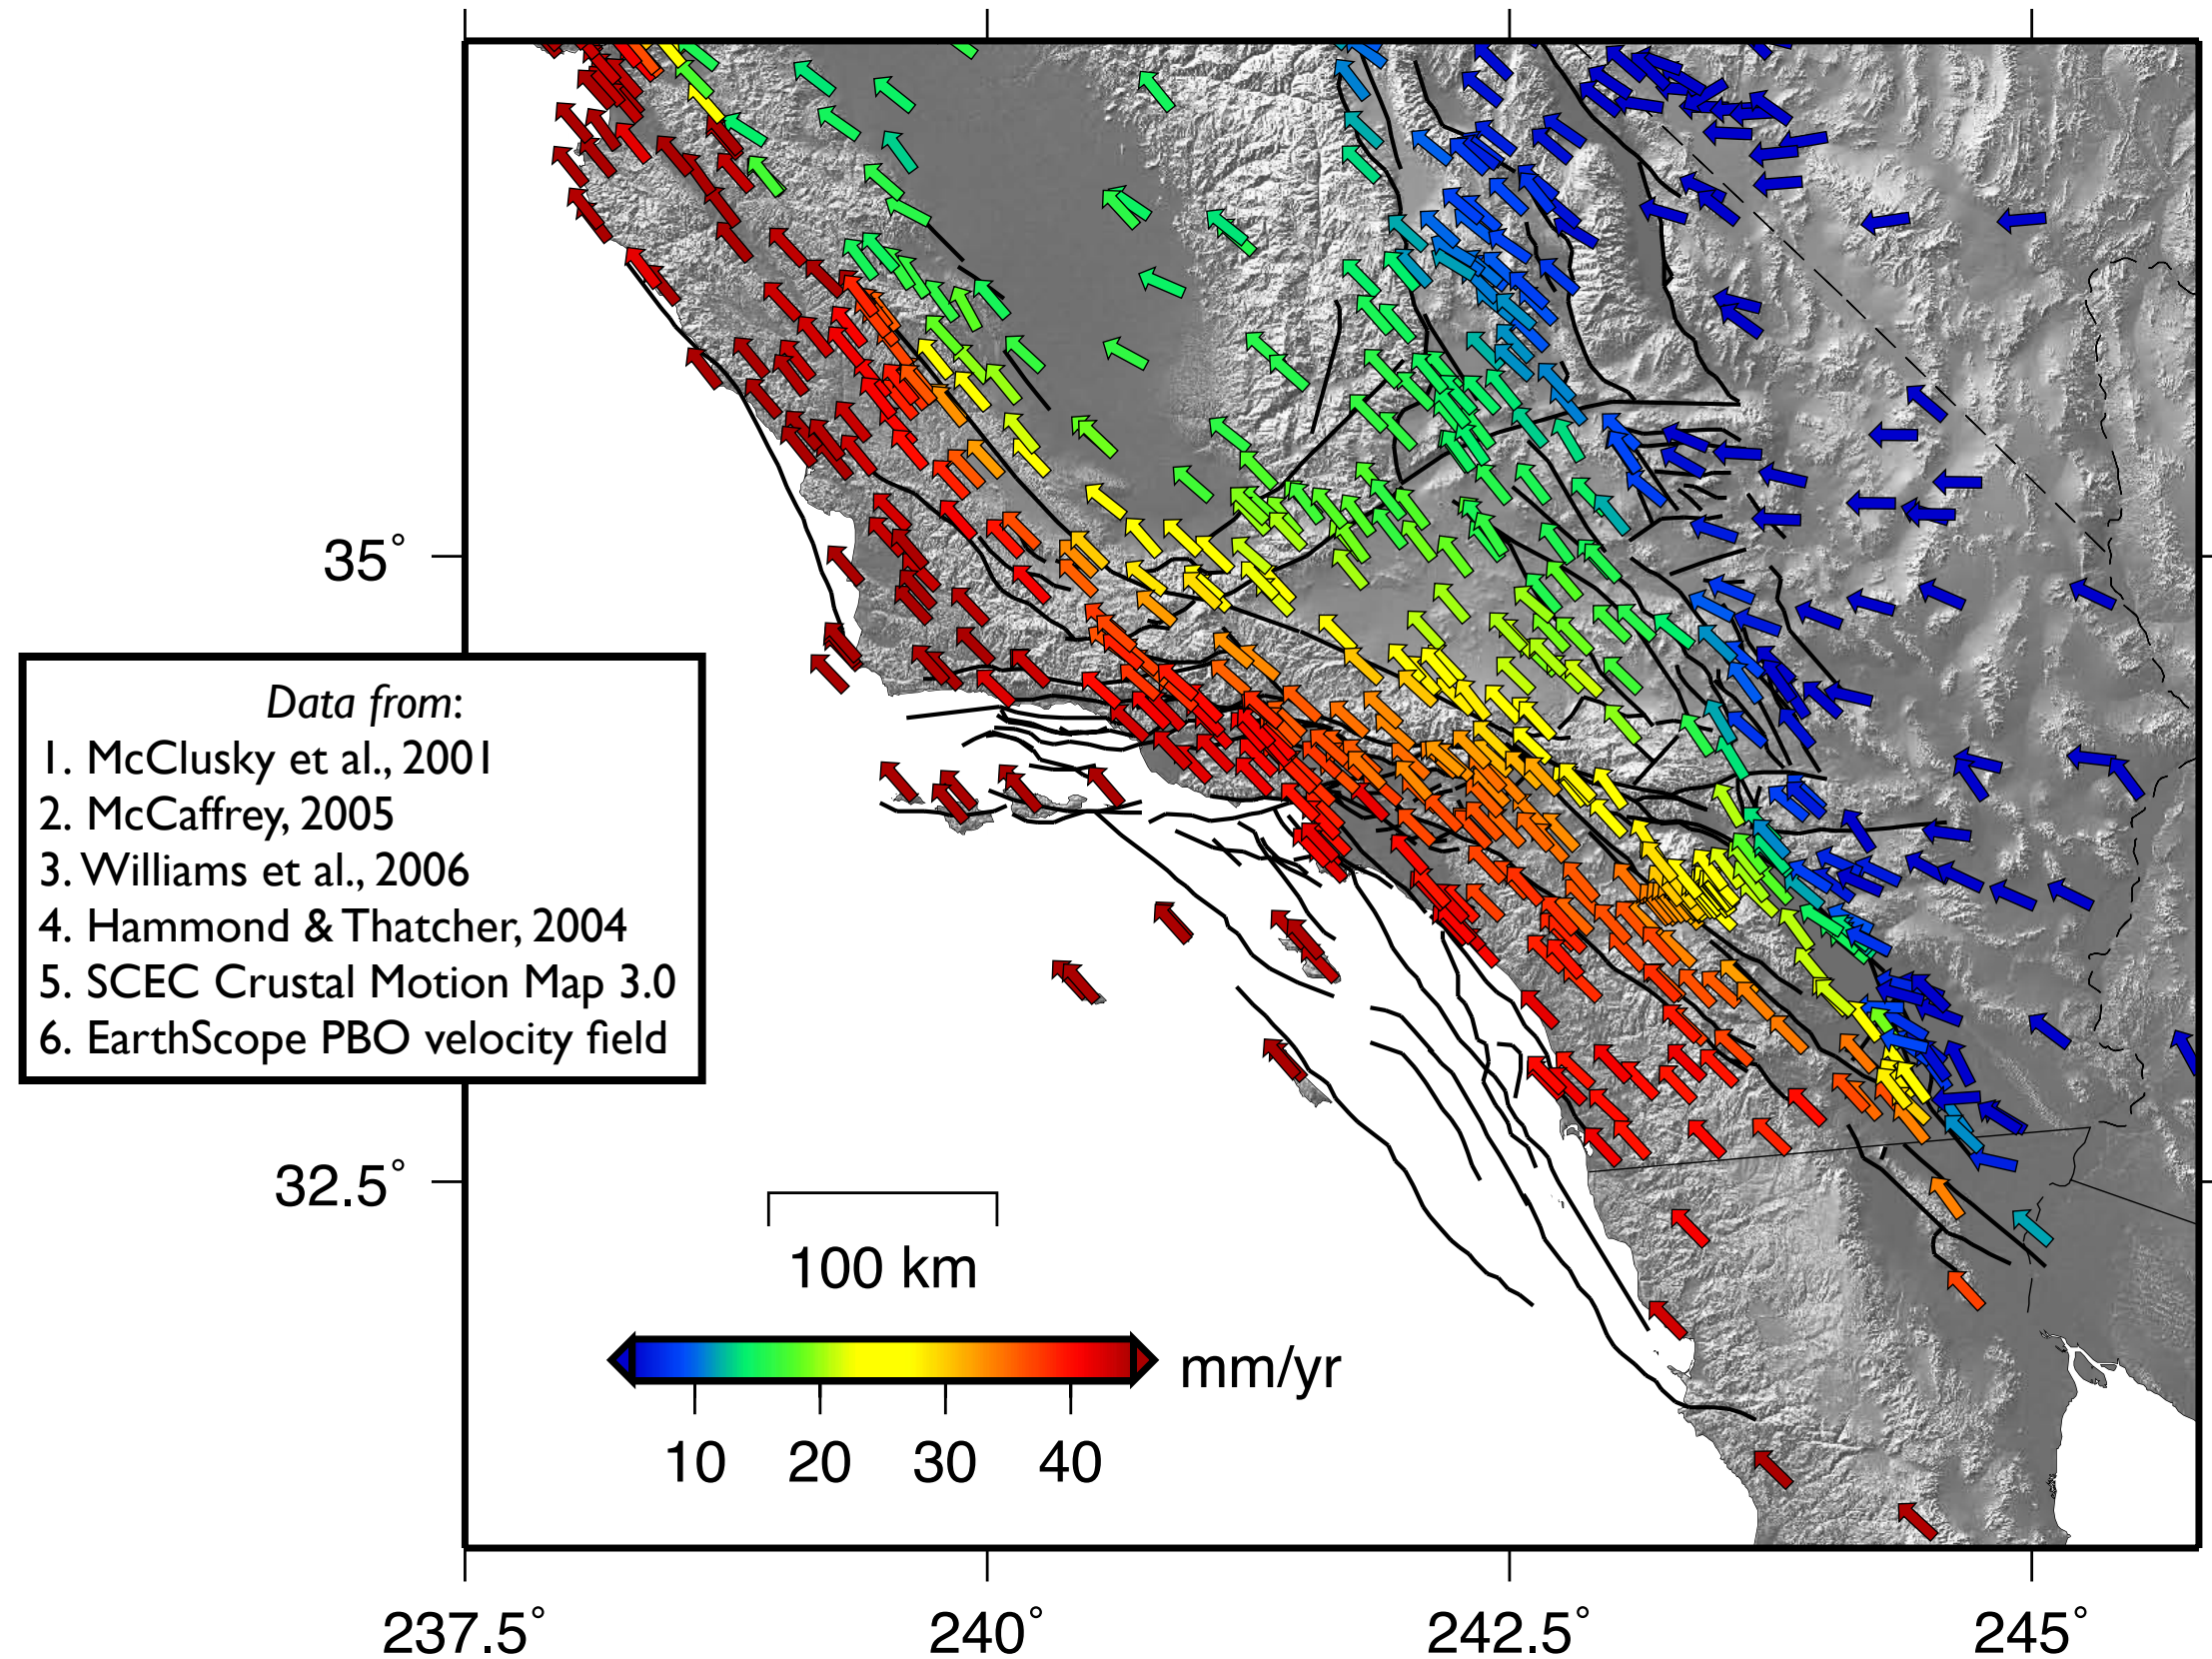 35°
Data from:
1. McClusky et al., 2001
2. McCaffrey, 2005
3. Williams et al., 2006
4. Hammond & Thatcher, 2004
5. SCEC Crustal Motion Map 3.0
6. EarthScope PBO velocity field
32.5°
100 km
mm/yr
10 20 30 40
237.5° 240° 242.5° 245°